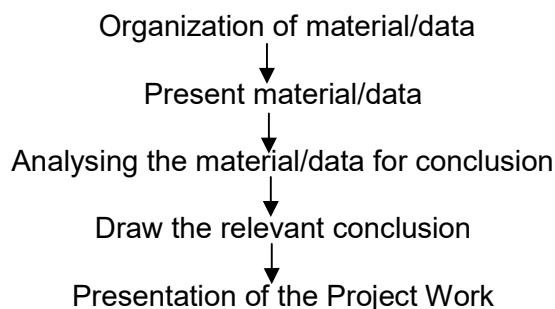 Organization of material/data
Present material/data
Analysing the material/data for conclusion
Draw the relevant conclusion
Presentation of the Project Work